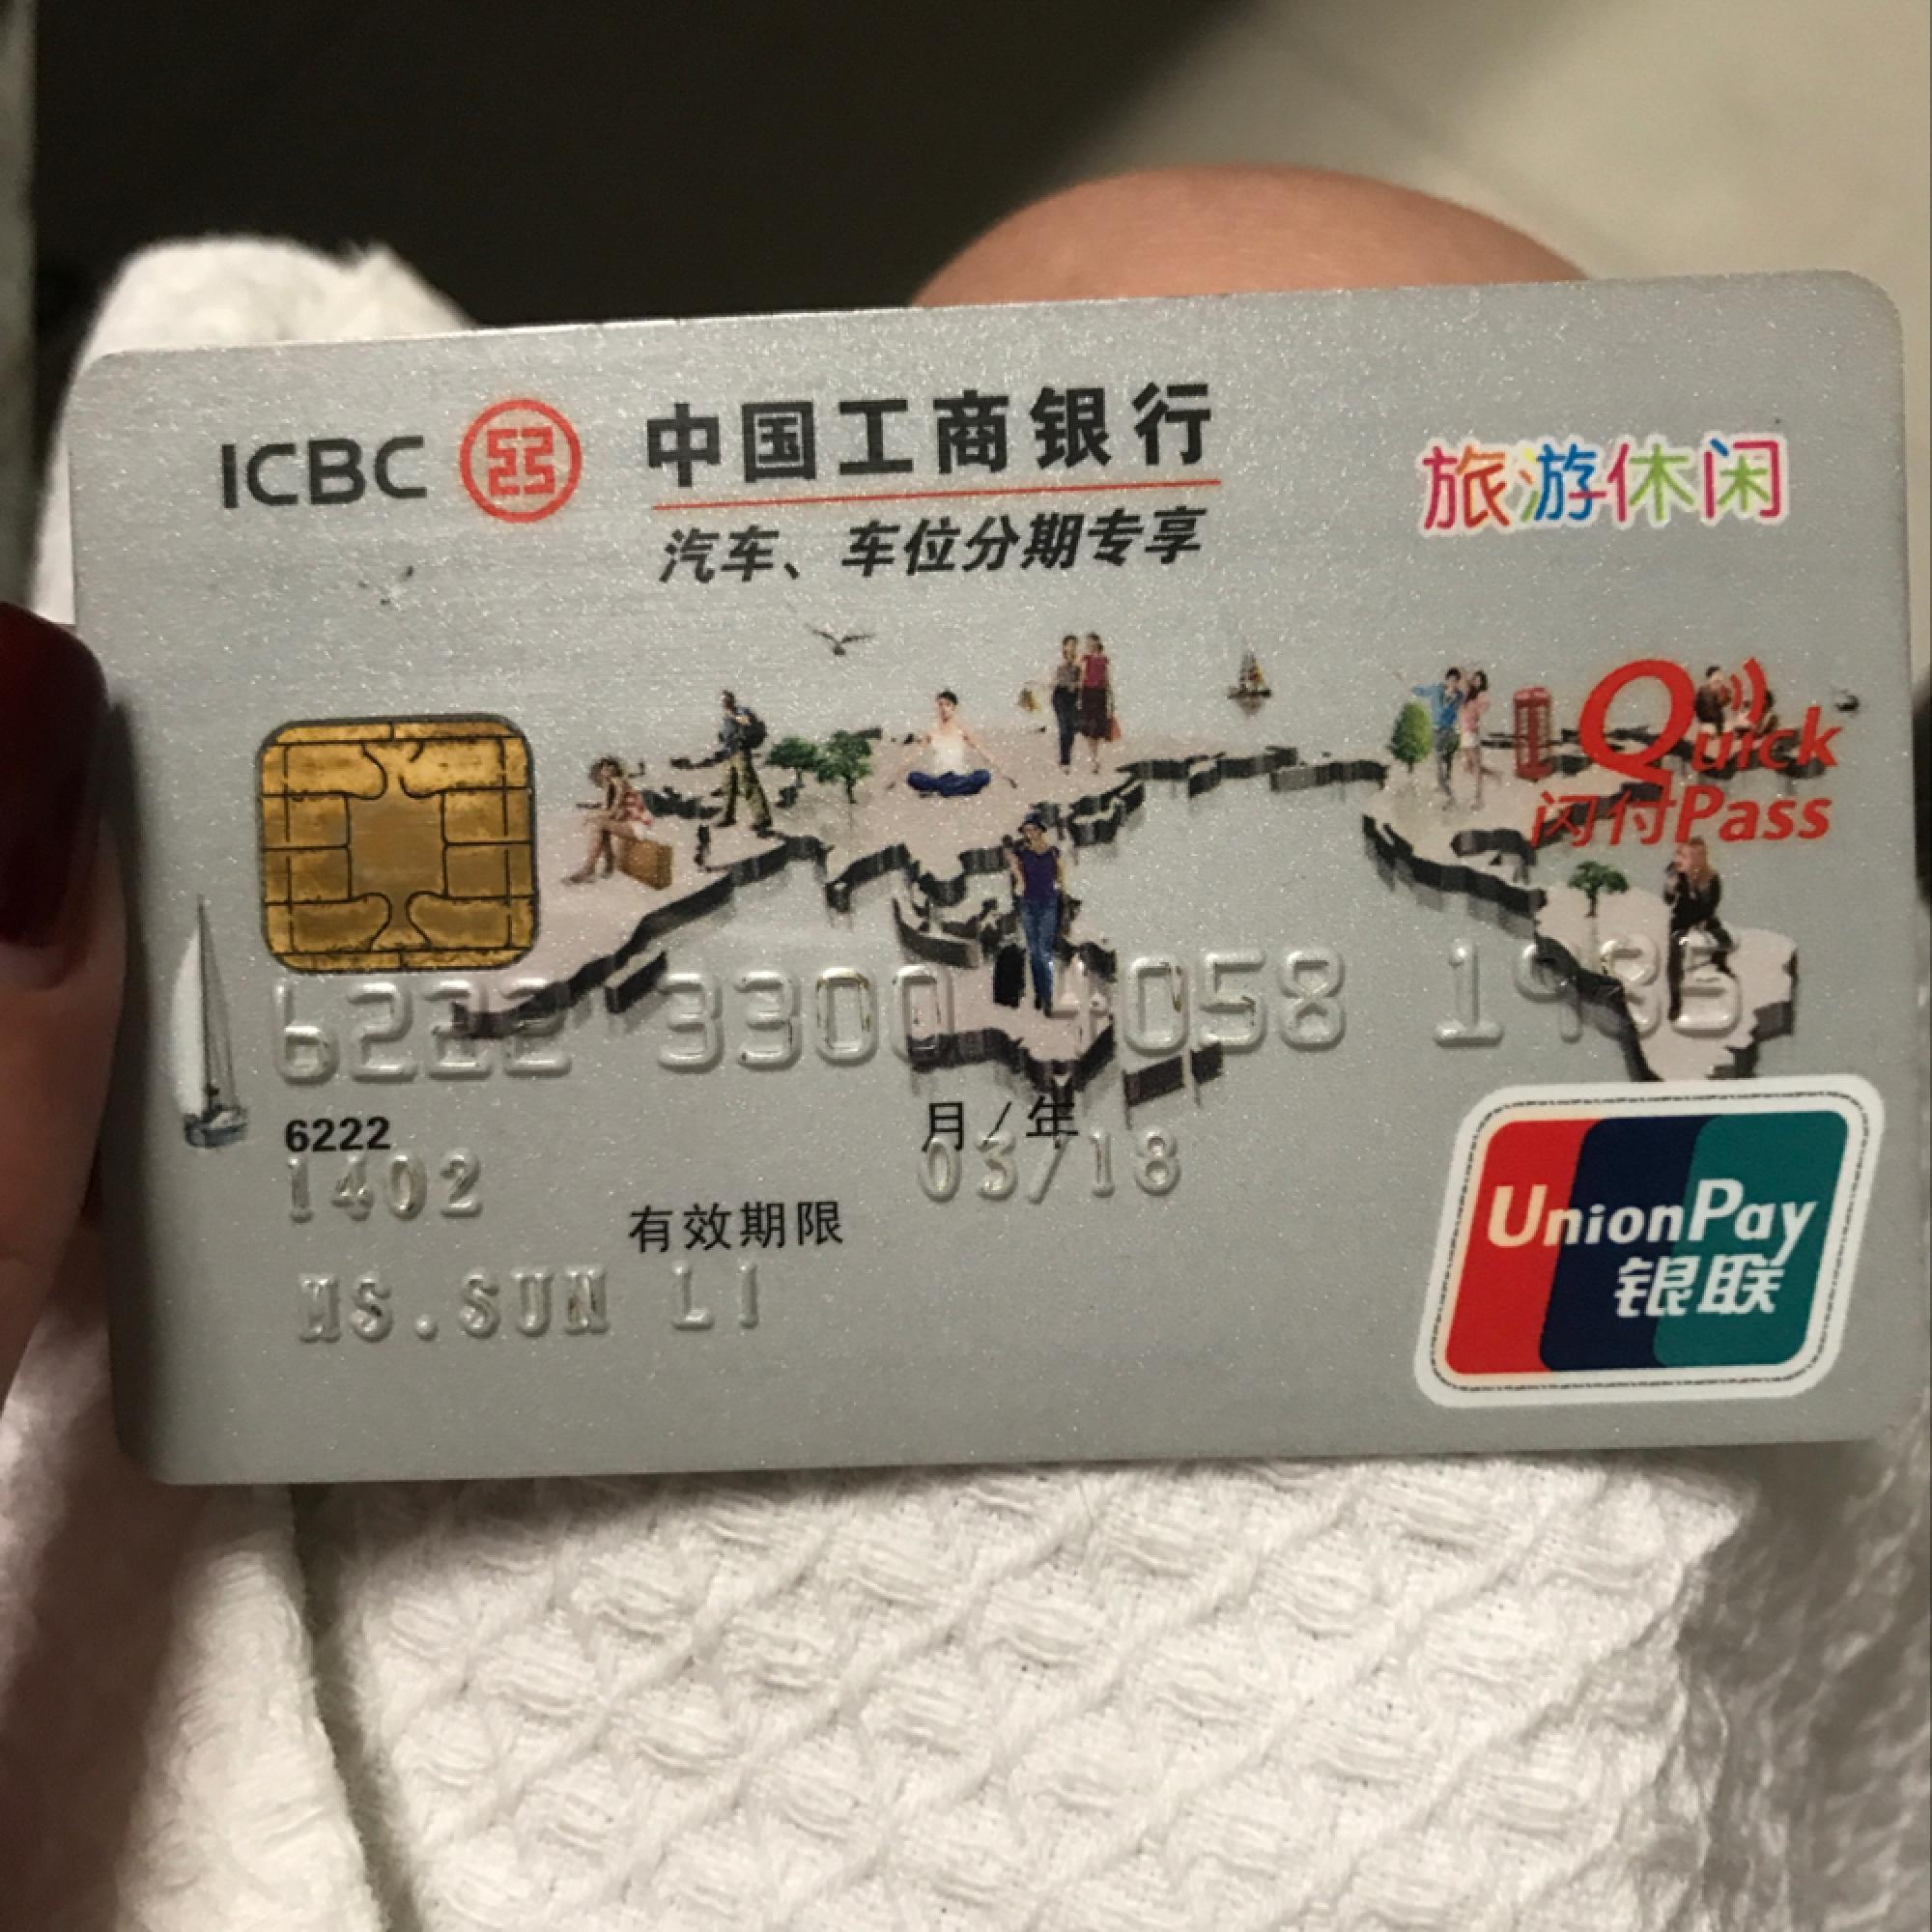 ICBC 中国工商银行
汽车、车位分期专享
旅游休闲
Quick
闪付Pass
6222 3300 4058 1985
6222
1402
月/年
03/18
有效期限
MS.SUN LI
UnionPay
银联